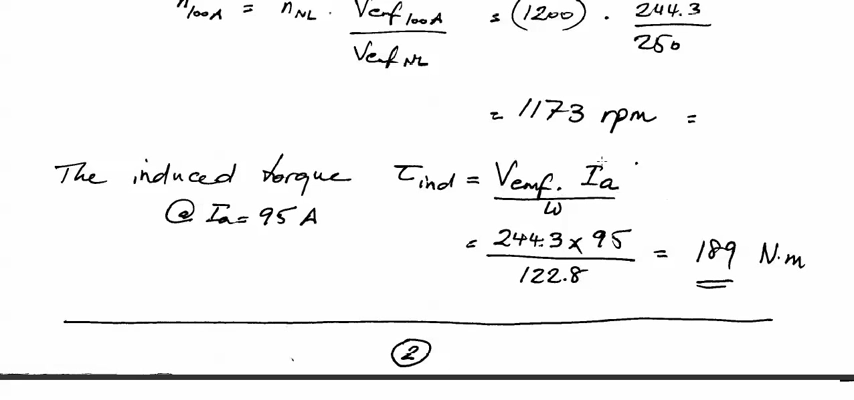 n100A = nNL . Vemf100A / VemfNL = (1200) . 244.3 / 250
= 1173 rpm =
The induced torque τind = Vemf. Ia / ω
@ Ia = 95 A
= 244.3 x 95 / 122.8 = 189 N.m
2